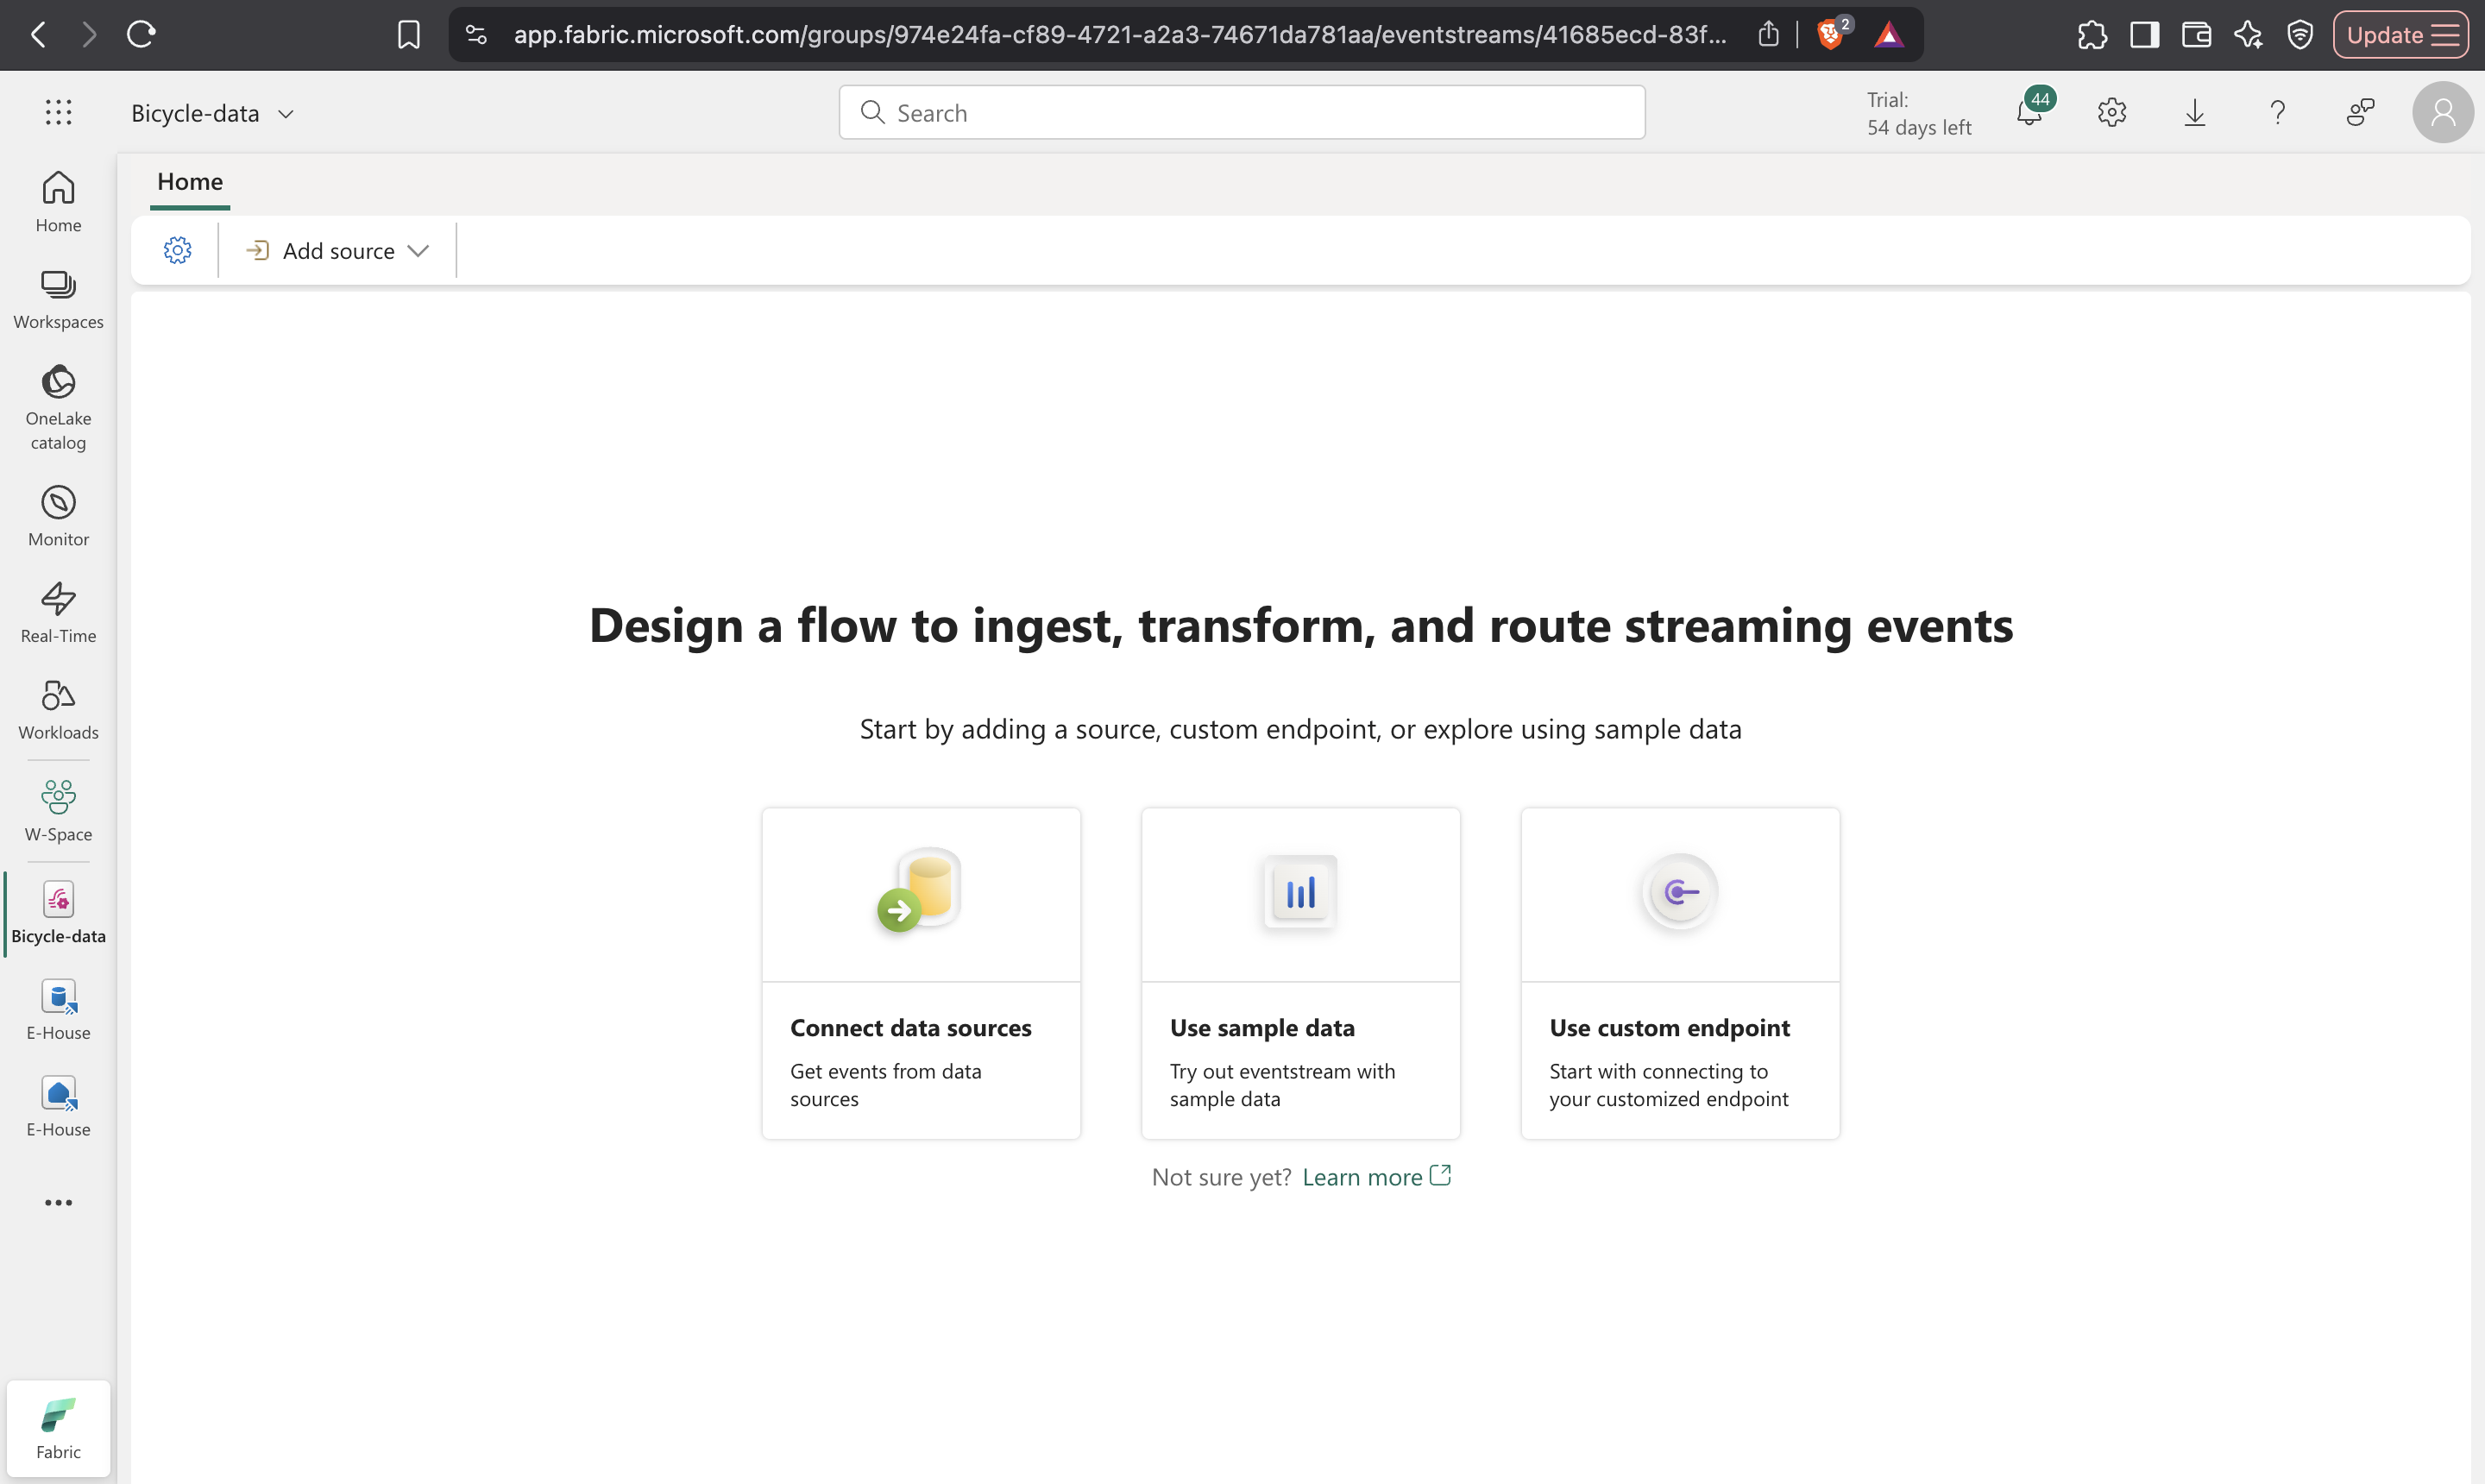 app.fabric.microsoft.com/groups/974e24fa-cf89-4721-a2a3-74671da781aa/eventstreams/41685ecd-83f...
2
Update
Bicycle-data
Search
Trial:
54 days left
44
Home
Home
Add source
Workspaces
OneLake
catalog
Monitor
Real-Time
Workloads
W-Space
Bicycle-data
E-House
E-House
Fabric
Design a flow to ingest, transform, and route streaming events
Start by adding a source, custom endpoint, or explore using sample data
Connect data sources
Get events from data
sources
Use sample data
Try out eventstream with
sample data
Use custom endpoint
Start with connecting to
your customized endpoint
Not sure yet? Learn more